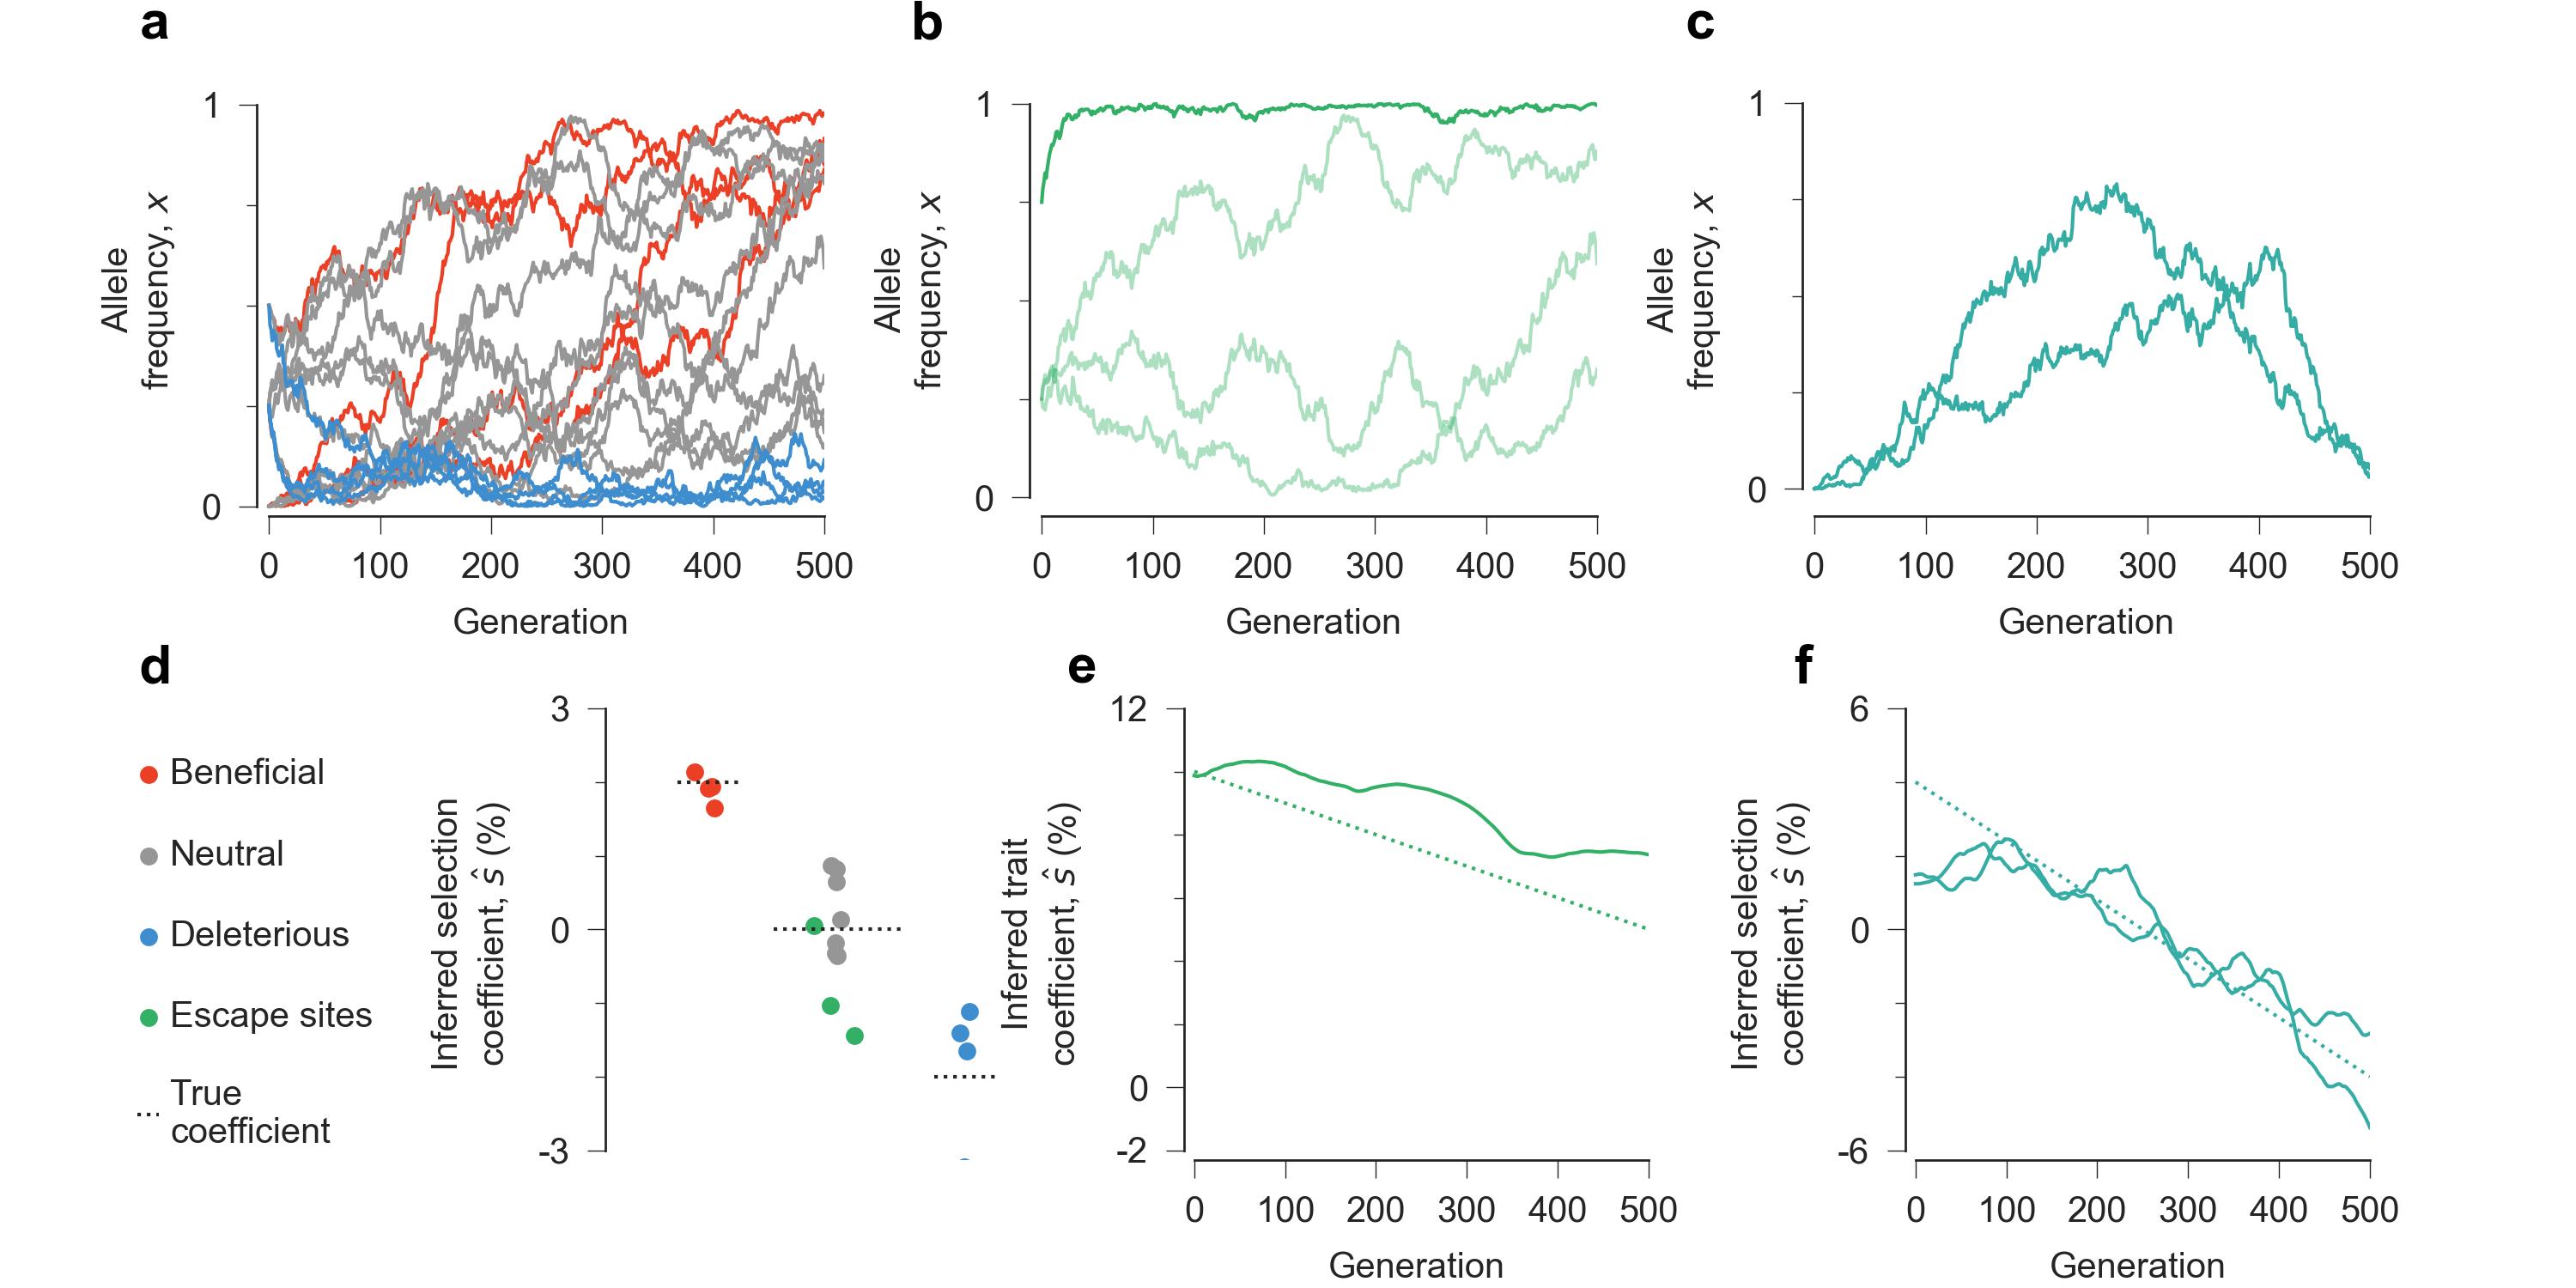 a
b
c
1
0
Allele
frequency, x
0 100 200 300 400 500
Generation
1
0
Allele
frequency, x
0 100 200 300 400 500
Generation
1
0
Allele
frequency, x
0 100 200 300 400 500
Generation
d
Beneficial
Neutral
Deleterious
Escape sites
True
coefficient
3
0
-3
Inferred selection
coefficient, ŝ (%)
e
12
0
-2
Inferred trait
coefficient, ŝ (%)
0 100 200 300 400 500
Generation
f
6
0
-6
Inferred selection
coefficient, ŝ (%)
0 100 200 300 400 500
Generation